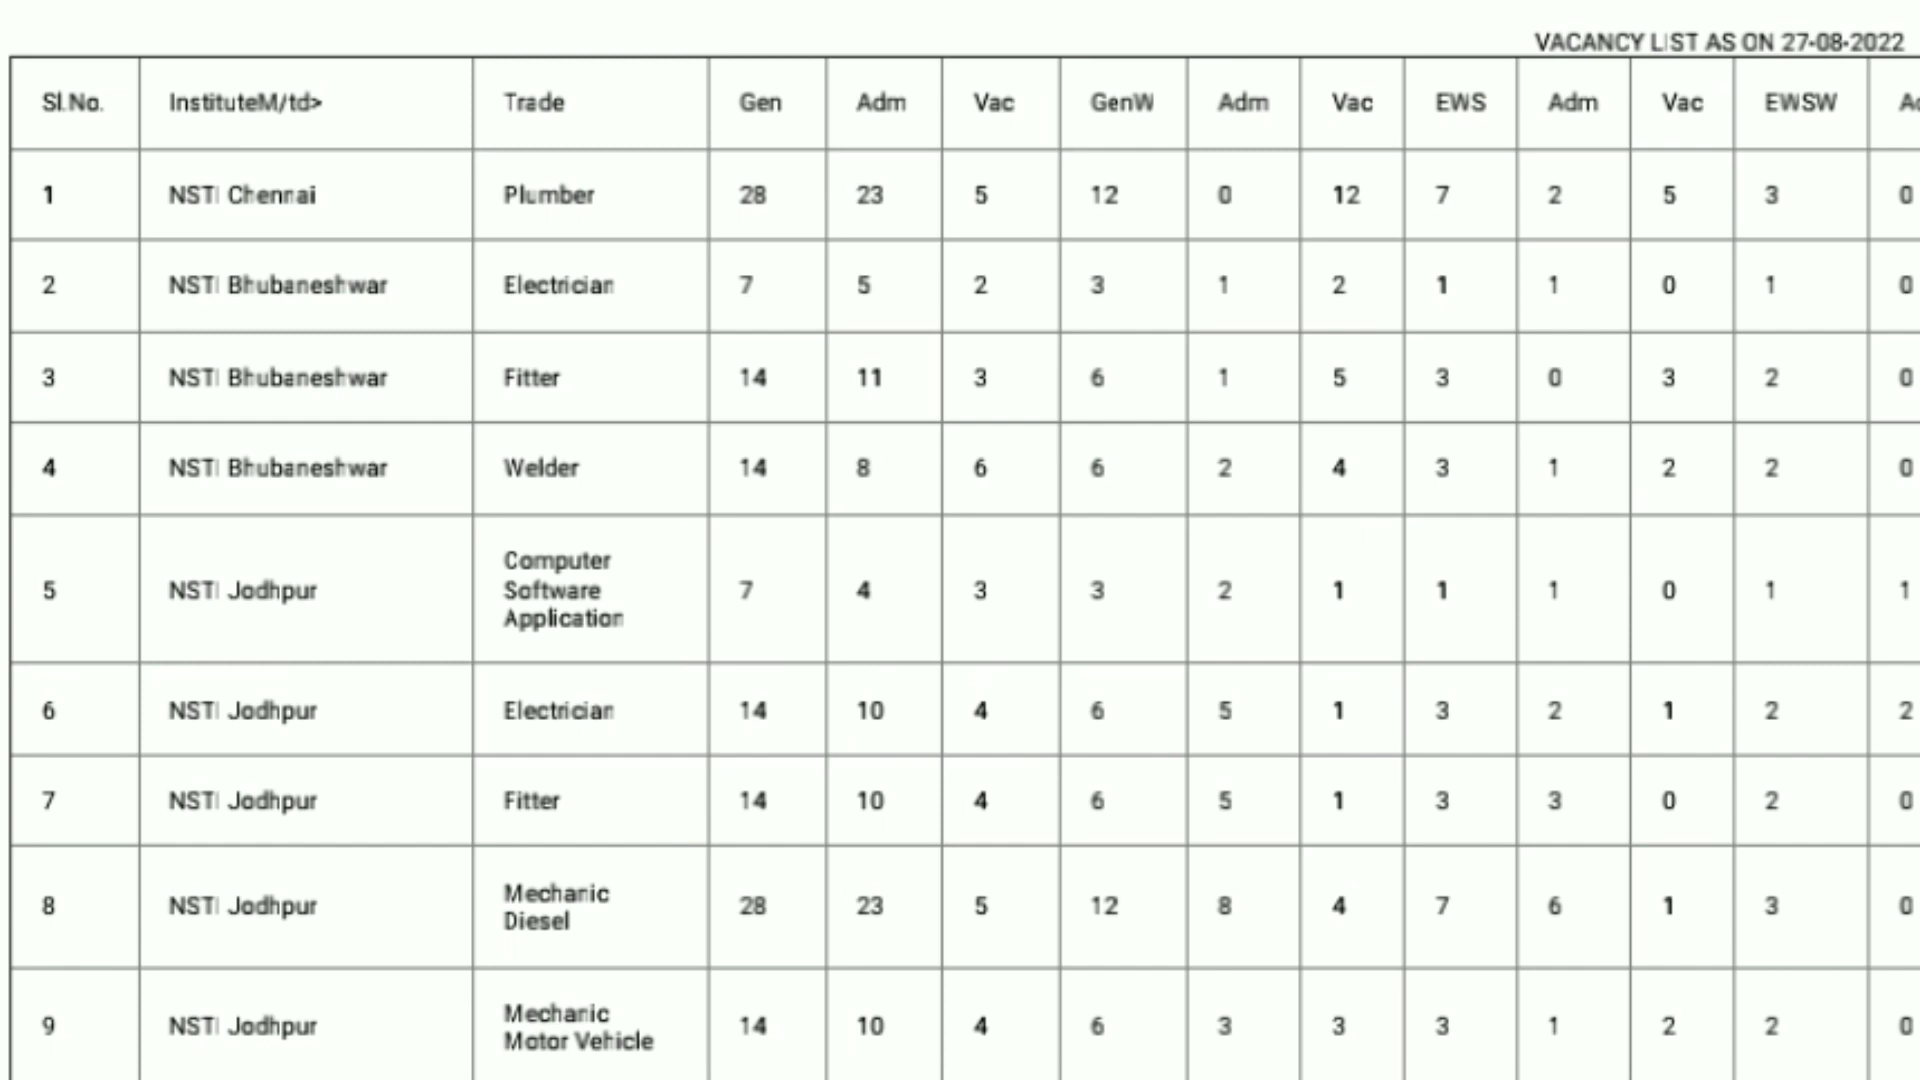 VACANCY LIST AS ON 27-08-2022
Sl.No. InstituteM/td> Trade Gen Adm Vac GenW Adm Vac EWS Adm Vac EWSW
1 NSTI Chennai Plumber 28 23 5 12 0 12 7 2 5 3 0
2 NSTI Bhubaneshwar Electrician 7 5 2 3 1 2 1 1 0 1 0
3 NSTI Bhubaneshwar Fitter 14 11 3 6 1 5 3 0 3 2 0
4 NSTI Bhubaneshwar Welder 14 8 6 6 2 4 3 1 2 2 0
Computer
5 NSTI Jodhpur Software 7 4 3 3 2 1 1 1 0 1 1
Application
6 NSTI Jodhpur Electrician 14 10 4 6 5 1 3 2 1 2 2
7 NSTI Jodhpur Fitter 14 10 4 6 5 1 3 3 0 2 0
Mechanic
8 NSTI Jodhpur 28 23 5 12 8 4 7 6 1 3 0
Diesel
Mechanic
9 NSTI Jodhpur 14 10 4 6 3 3 3 1 2 2 0
Motor Vehicle